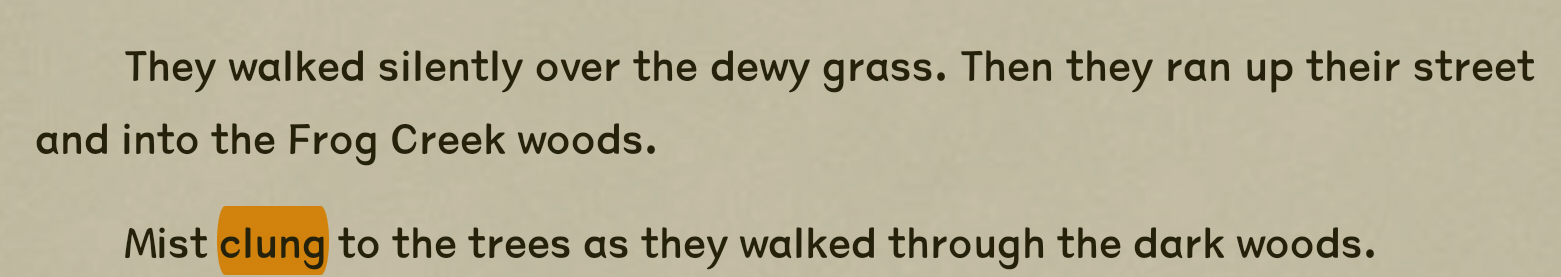 They walked silently over the dewy grass. Then they ran up their street
and into the Frog Creek woods.
Mist clung to the trees as they walked through the dark woods.